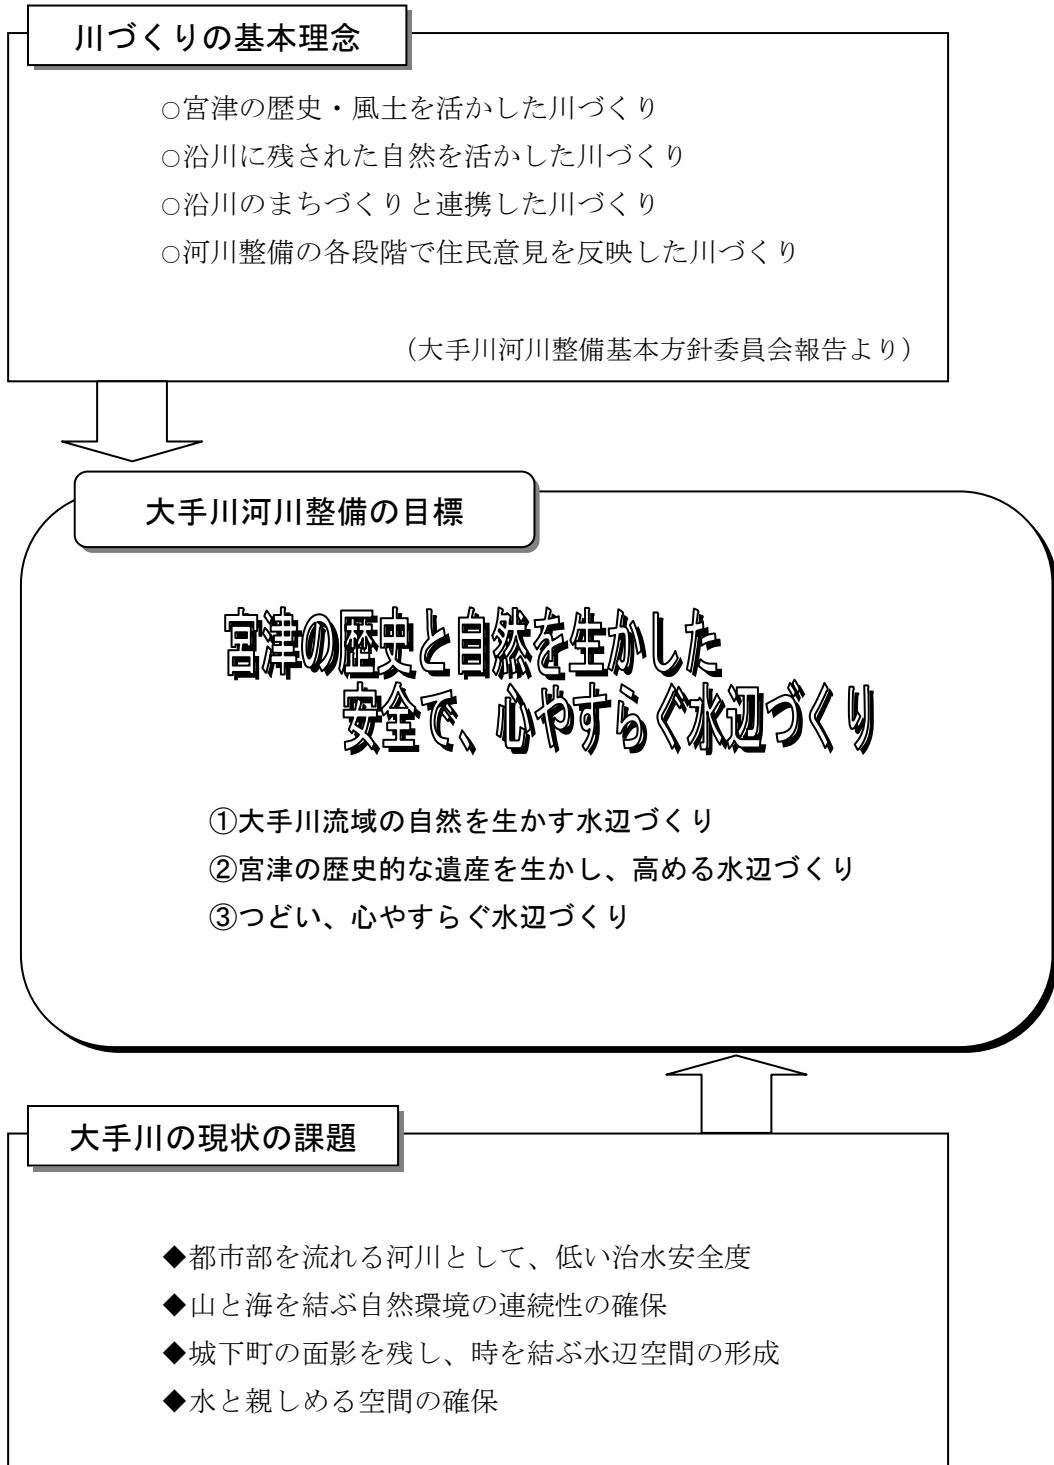 川づくりの基本理念
○宮津の歴史・風土を活かした川づくり
○沿川に残された自然を活かした川づくり
○沿川のまちづくりと連携した川づくり
○河川整備の各段階で住民意見を反映した川づくり
（大手川河川整備基本方針委員会報告より）
大手川河川整備の目標
宮津の歴史と自然を生かした
安全で、心やすらぐ水辺づくり
①大手川流域の自然を生かす水辺づくり
②宮津の歴史的な遺産を生かし、高める水辺づくり
③つどい、心やすらぐ水辺づくり
大手川の現状の課題
◆都市部を流れる河川として、低い治水安全度
◆山と海を結ぶ自然環境の連続性の確保
◆城下町の面影を残し、時を結ぶ水辺空間の形成
◆水と親しめる空間の確保